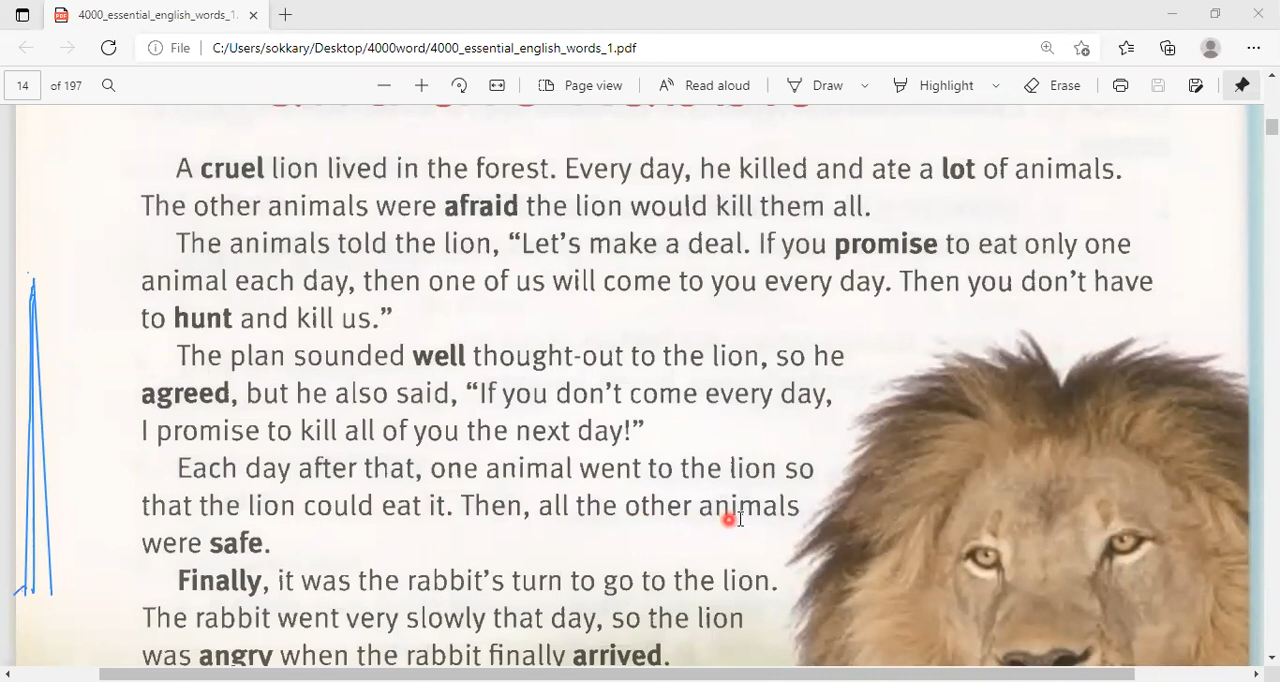 4000_essential_english_words_1.
File C:/Users/sokkary/Desktop/4000word/4000_essential_english_words_1.pdf
14 of 197 Page view Read aloud Draw Highlight Erase
A cruel lion lived in the forest. Every day, he killed and ate a lot of animals.
The other animals were afraid the lion would kill them all.
The animals told the lion, “Let’s make a deal. If you promise to eat only one
animal each day, then one of us will come to you every day. Then you don’t have
to hunt and kill us.”
The plan sounded well thought-out to the lion, so he
agreed, but he also said, “If you don’t come every day,
I promise to kill all of you the next day!”
Each day after that, one animal went to the lion so
that the lion could eat it. Then, all the other animals
were safe.
Finally, it was the rabbit’s turn to go to the lion.
The rabbit went very slowly that day, so the lion
was angry when the rabbit finally arrived.